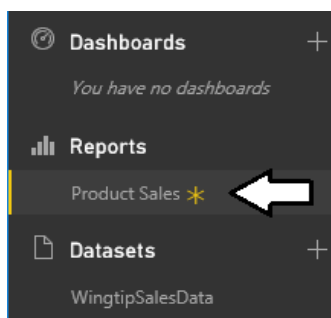 Dashboards
You have no dashboards
Reports
Product Sales
Datasets
WingtipSalesData